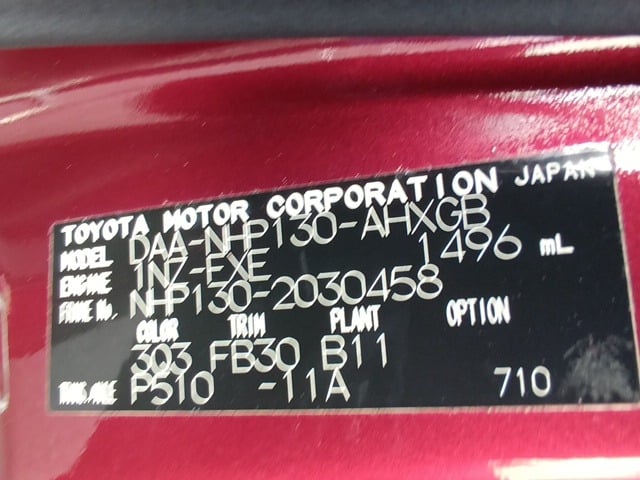 TOYOTA MOTOR CORPORATION JAPAN
MODEL DAA-NHP130-AHXGB
ENGINE 1NZ-FXE 1496 mL
FRAME No. NHP130-2030458
COLOR TRIM PLANT OPTION
303 FB30 B11
TRANS/AXLE P510 -11A 710